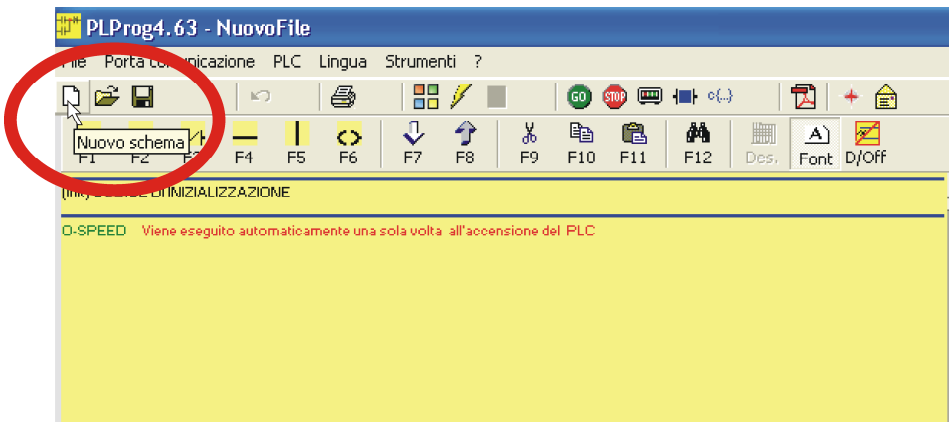 PLProg4.63 - NuovoFile
File Porta comunicazione PLC Lingua Strumenti ?
GO STOP c{..}
Nuovo schema
F1 F2 F3 F4 F5 F6 F7 F8 F9 F10 F11 F12 Des. Font D/Off
D'INIZIALIZZAZIONE
O-SPEED Viene eseguito automaticamente una sola volta all'accensione del PLC